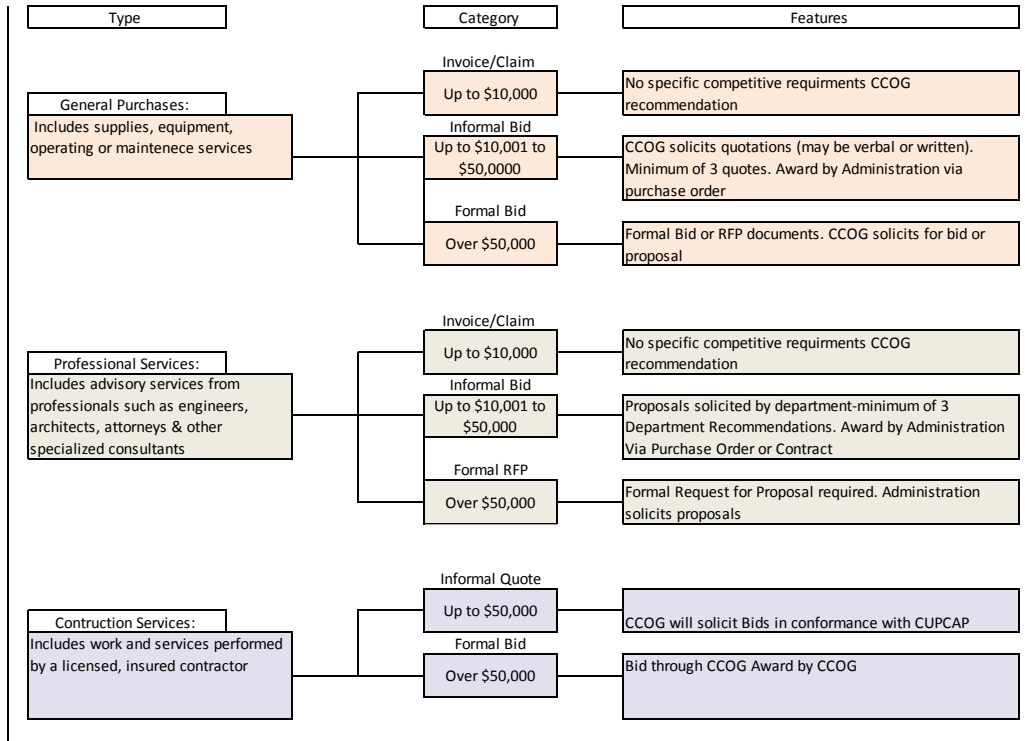 Type
Category
Features
General Purchases:
Includes supplies, equipment,
operating or maintenece services
Invoice/Claim
Up to $10,000
No specific competitive requirments CCOG
recommendation
Informal Bid
Up to $10,001 to
$50,0000
CCOG solicits quotations (may be verbal or written).
Minimum of 3 quotes. Award by Administration via
purchase order
Formal Bid
Over $50,000
Formal Bid or RFP documents. CCOG solicits for bid or
proposal
Professional Services:
Includes advisory services from
professionals such as engineers,
architects, attorneys & other
specialized consultants
Invoice/Claim
Up to $10,000
No specific competitive requirments CCOG
recommendation
Informal Bid
Up to $10,001 to
$50,000
Proposals solicited by department-minimum of 3
Department Recommendations. Award by Administration
Via Purchase Order or Contract
Formal RFP
Over $50,000
Formal Request for Proposal required. Administration
solicits proposals
Contruction Services:
Includes work and services performed
by a licensed, insured contractor
Informal Quote
Up to $50,000
CCOG will solicit Bids in conformance with CUPCAP
Formal Bid
Over $50,000
Bid through CCOG Award by CCOG